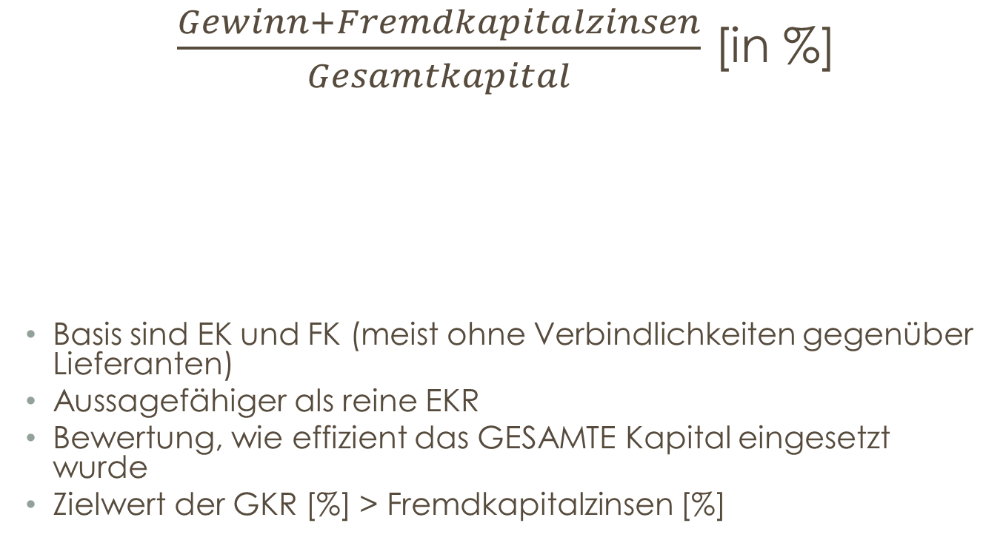 Gewinn+Fremdkapitalzinsen
Gesamtkapital
[in %]
• Basis sind EK und FK (meist ohne Verbindlichkeiten gegenüber
Lieferanten)
• Aussagefähiger als reine EKR
• Bewertung, wie effizient das GESAMTE Kapital eingesetzt
wurde
• Zielwert der GKR [%] > Fremdkapitalzinsen [%]